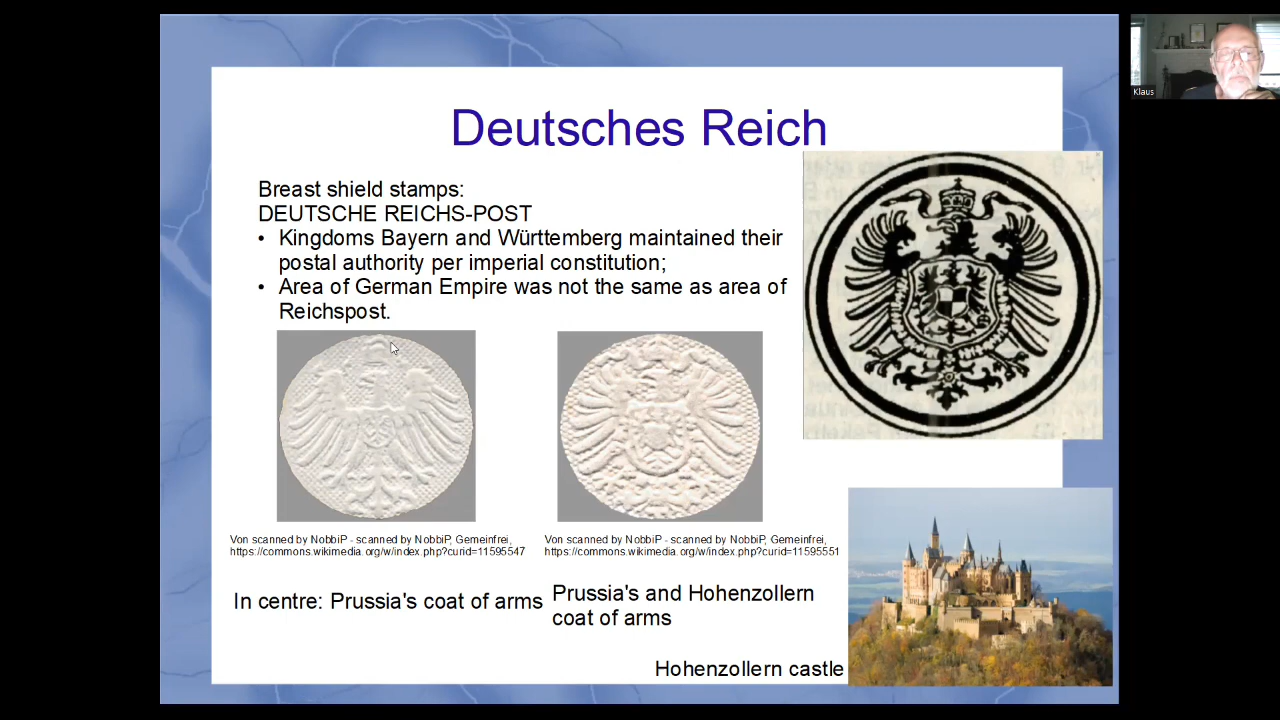 Deutsches Reich
Breast shield stamps:
DEUTSCHE REICHS-POST
• Kingdoms Bayern and Württemberg maintained their
postal authority per imperial constitution;
• Area of German Empire was not the same as area of
Reichspost.
Von scanned by NobbiP - scanned by NobbiP, Gemeinfrei,
https://commons.wikimedia.org/w/index.php?curid=11595547
Von scanned by NobbiP - scanned by NobbiP, Gemeinfrei,
https://commons.wikimedia.org/w/index.php?curid=11595551
In centre: Prussia's coat of arms
Prussia's and Hohenzollern
coat of arms
Hohenzollern castle
Klaus